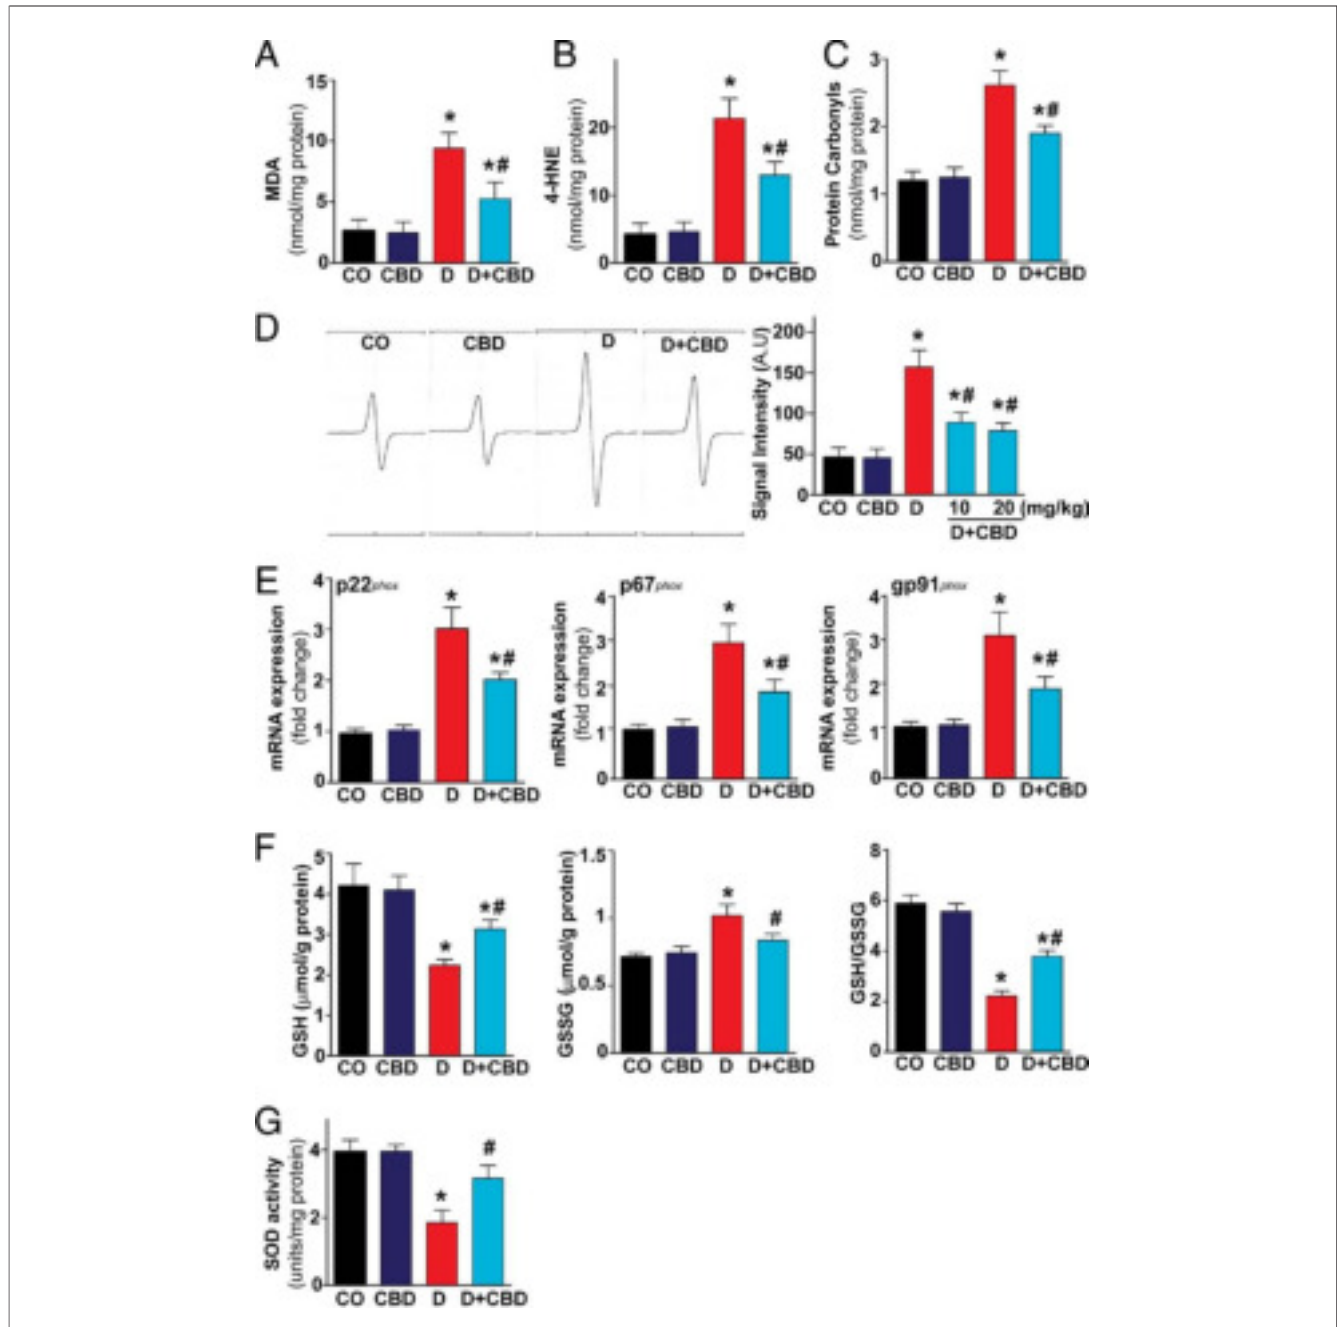 A
MDA
(nmol/mg protein)
15
10
5
0
*
*#
CO CBD D D+CBD
B
4-HNE
(nmol/mg protein)
20
10
0
*
*#
CO CBD D D+CBD
C
Protein Carbonyls
(nmol/mg protein)
3
2
1
0
*
*#
CO CBD D D+CBD
D
CO CBD D D+CBD
Signal Intensity (A.U)
200
150
100
50
0
*
*#
*#
CO CBD D 10 20 (mg/kg)
D+CBD
E
p22phox
mRNA expression
(fold change)
4
3
2
1
0
*
*#
CO CBD D D+CBD
p67phox
mRNA expression
(fold change)
4
3
2
1
0
*
*#
CO CBD D D+CBD
gp91phox
mRNA expression
(fold change)
4
3
2
1
0
*
*#
CO CBD D D+CBD
F
GSH (μmol/g protein)
5
4
3
2
1
0
*
*#
CO CBD D D+CBD
GSSG (μmol/g protein)
1.5
1
0.5
0
*
#
CO CBD D D+CBD
GSH/GSSG
8
6
4
2
0
*
*#
CO CBD D D+CBD
G
SOD activity
(units/mg protein)
4
2
0
*
#
CO CBD D D+CBD